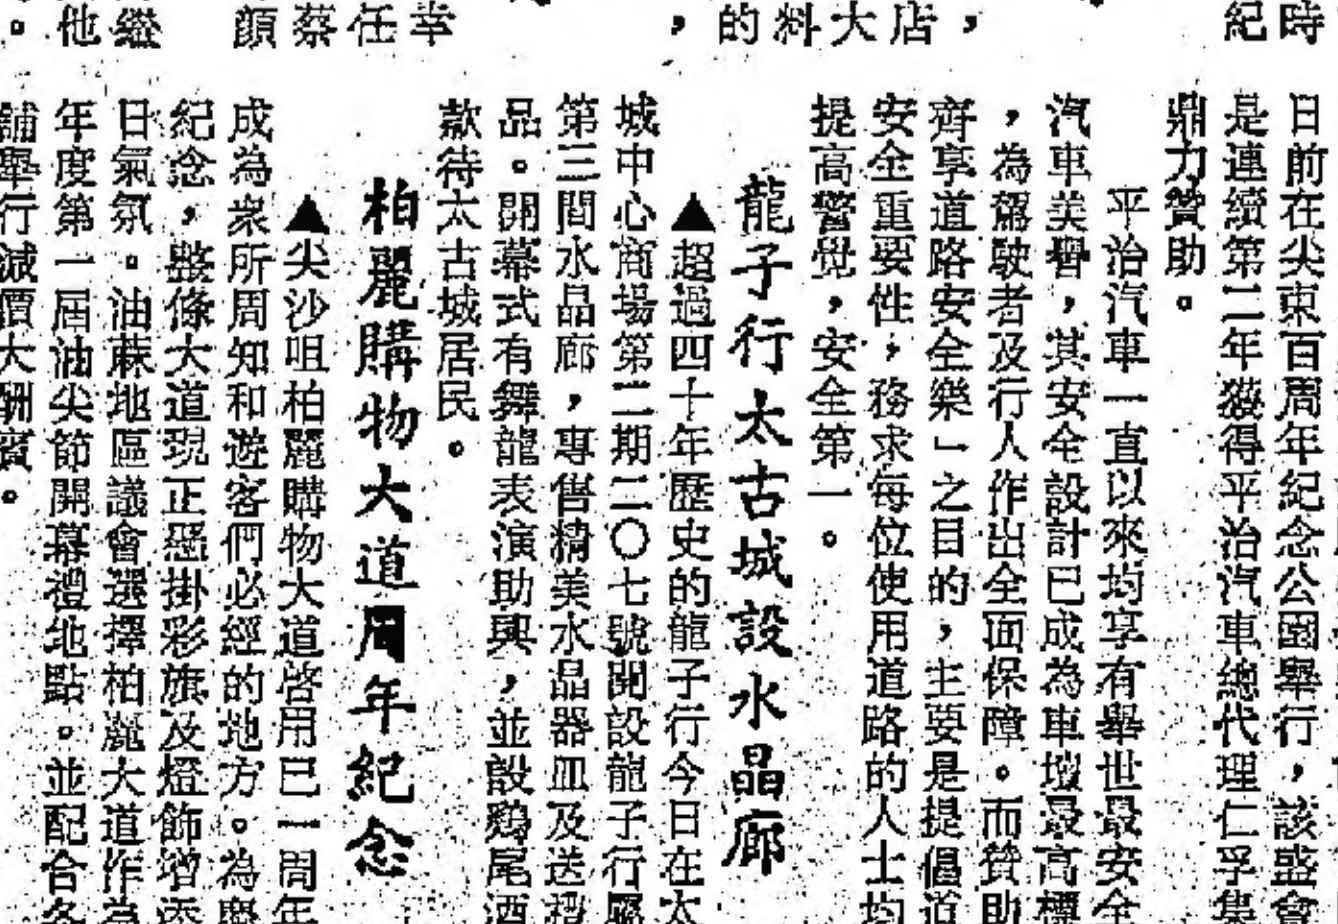 時
紀
，
店
大
料
的
，
幸
任
蔡
顏
繼
他
。
日前在尖東百周年紀念公園舉行，該盛會
是連續第二年獲得平治汽車總代理仁孚集
鼎力贊助。
平治汽車一直以來均享有舉世最安全
汽車美譽，其安全設計已成為車壇最高標
，為駕駛者及行人作出全面保障。而贊助
齊享道路安全樂﹂之目的，主要是提倡道
安全重要性，務求每位使用道路的人士均
提高警覺，安全第一。
龍子行太古城設水晶廊
▲超過四十年歷史的龍子行今日在太
城中心商場第二期二〇七號開設龍子行屬
第三間水晶廊，專售精美水晶器皿及送禮
品。開幕式有舞龍表演助興，並設鷄尾酒
款待太古城居民。
柏麗購物大道周年紀念
▲尖沙咀柏麗購物大道啓用已一周年
成為衆所周知和遊客們必經的地方。為慶
紀念，整條大道現正懸掛彩旗及燈飾增添
日氣氛。油蔴地區議會選擇柏麗大道作為
年度第一屆油尖節開幕禮地點。並配合各
舖舉行減價大酬賓。